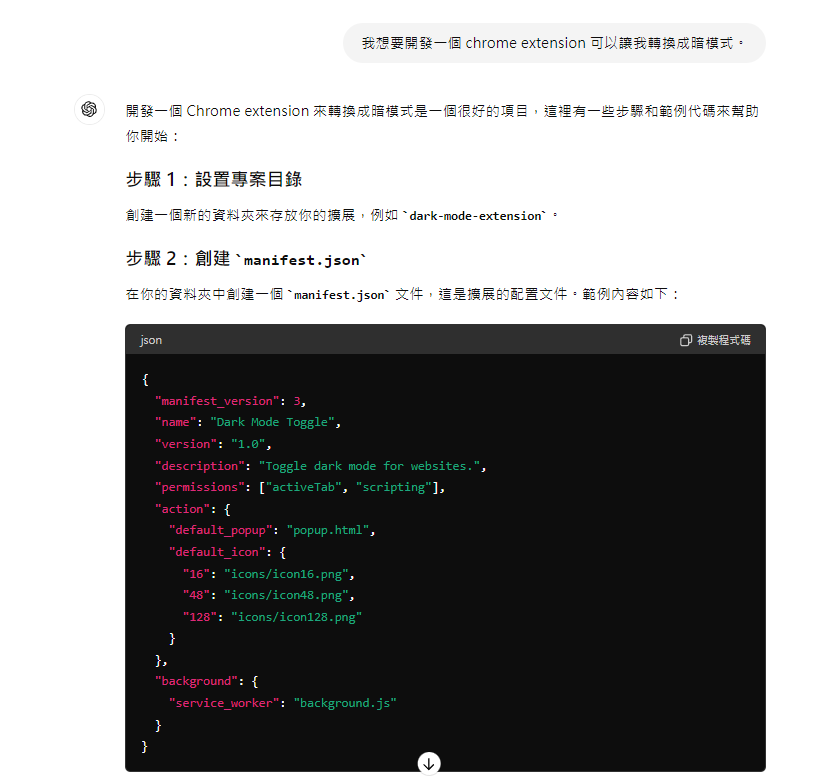 我想要開發一個 chrome extension 可以讓我轉換成暗模式。
開發一個 Chrome extension 來轉換成暗模式是一個很好的項目，這裡有一些步驟和範例代碼來幫助
你開始：
步驟 1：設置專案目錄
創建一個新的資料夾來存放你的擴展，例如 `dark-mode-extension`。
步驟 2：創建 `manifest.json`
在你的資料夾中創建一個 `manifest.json` 文件，這是擴展的配置文件。範例內容如下：
json 複製程式碼
{
  "manifest_version": 3,
  "name": "Dark Mode Toggle",
  "version": "1.0",
  "description": "Toggle dark mode for websites.",
  "permissions": ["activeTab", "scripting"],
  "action": {
    "default_popup": "popup.html",
    "default_icon": {
      "16": "icons/icon16.png",
      "48": "icons/icon48.png",
      "128": "icons/icon128.png"
    }
  },
  "background": {
    "service_worker": "background.js"
  }
}